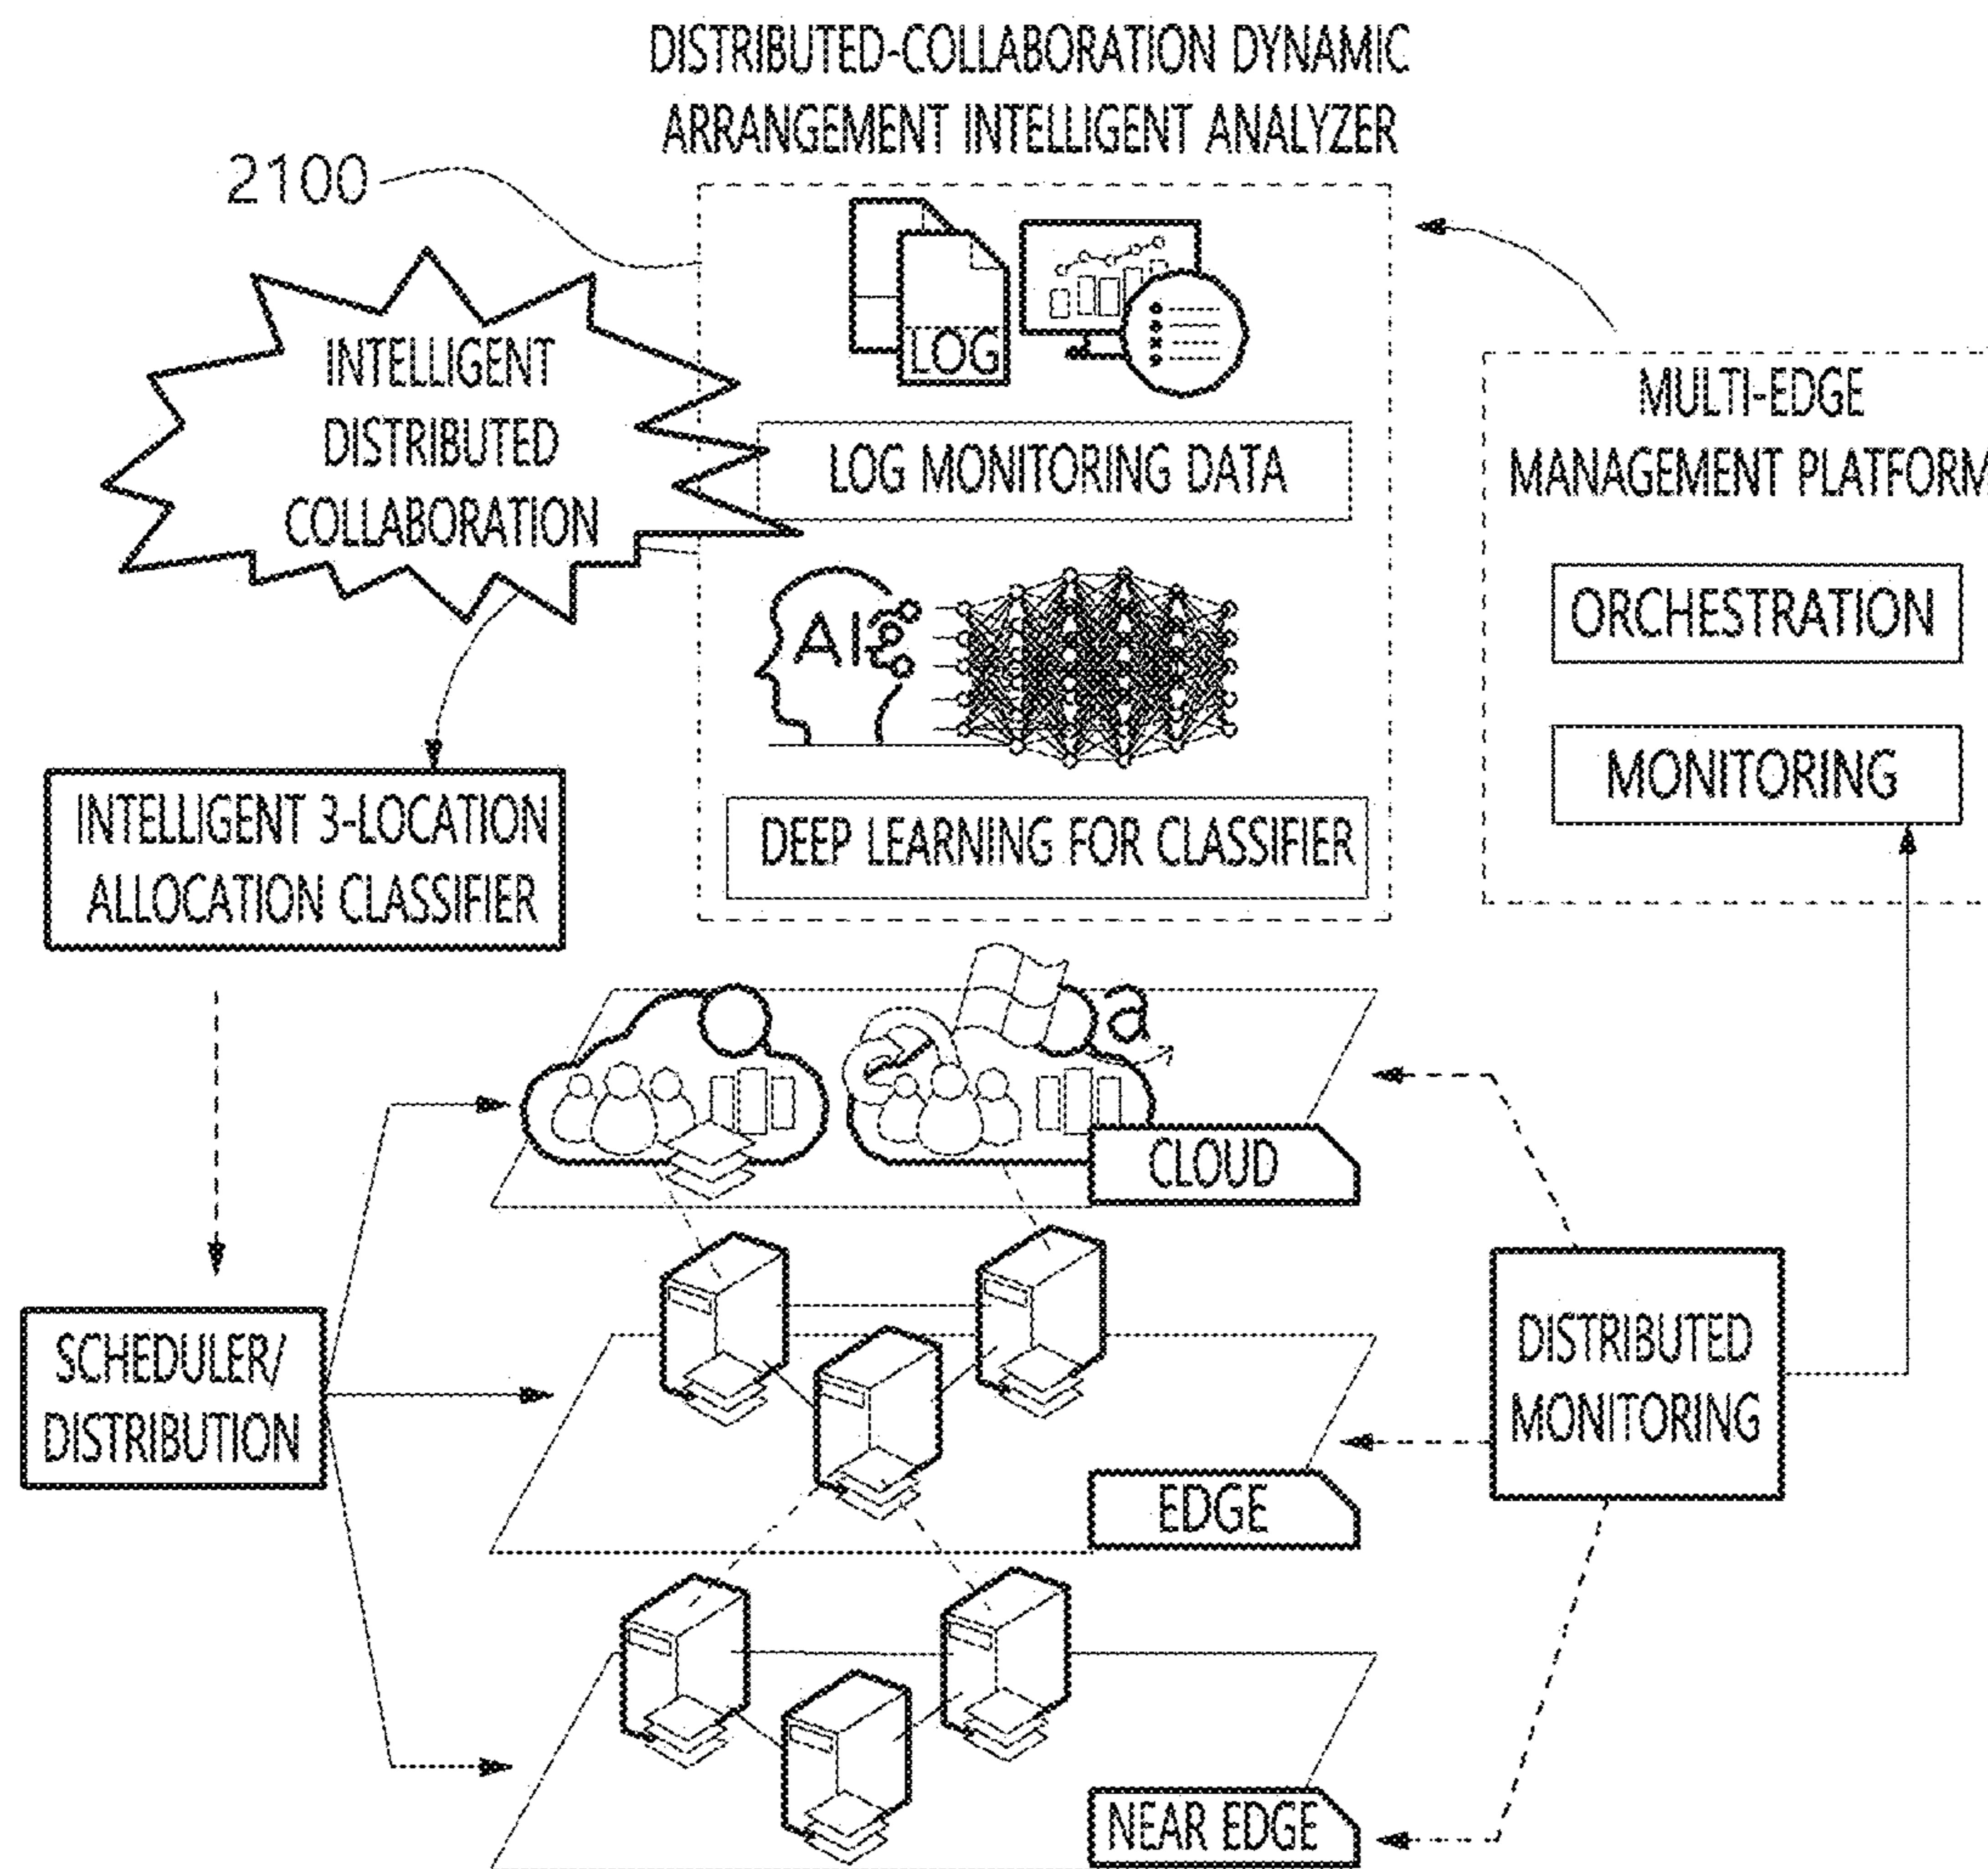 DISTRIBUTED-COLLABORATION DYNAMIC
ARRANGEMENT INTELLIGENT ANALYZER
2100
LOG
INTELLIGENT
DISTRIBUTED
COLLABORATION
LOG MONITORING DATA
MULTI-EDGE
MANAGEMENT PLATFORM
ORCHESTRATION
AI
MONITORING
INTELLIGENT 3-LOCATION
ALLOCATION CLASSIFIER
DEEP LEARNING FOR CLASSIFIER
a
CLOUD
SCHEDULER/
DISTRIBUTION
DISTRIBUTED
MONITORING
EDGE
NEAR EDGE